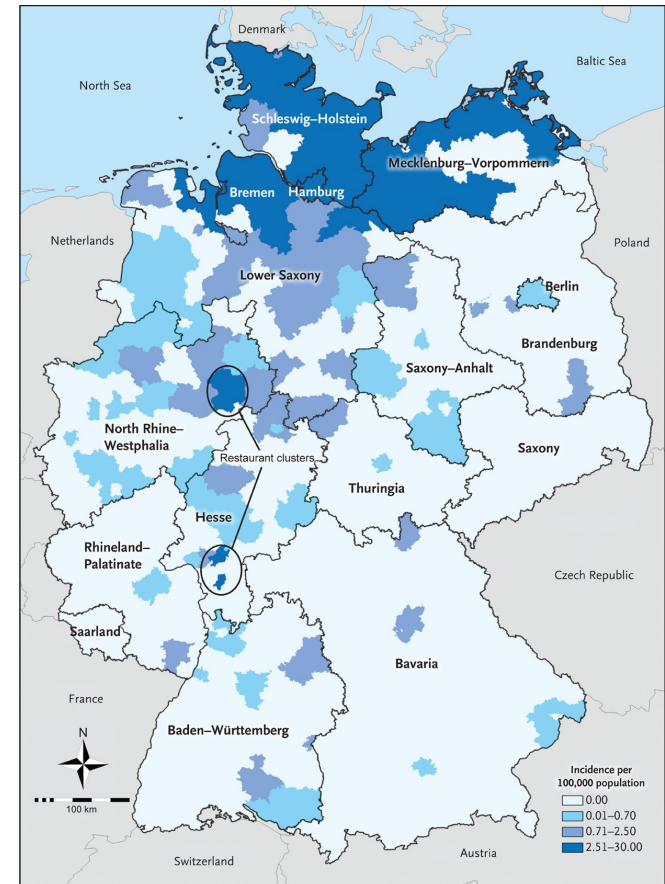 Denmark
North Sea
Baltic Sea
Schleswig–Holstein
Mecklenburg–Vorpommern
Bremen
Hamburg
Netherlands
Poland
Lower Saxony
Berlin
Brandenburg
Saxony–Anhalt
North Rhine–
Westphalia
Restaurant clusters
Saxony
Thuringia
Hesse
Rhineland–
Palatinate
Czech Republic
Saarland
Bavaria
France
Baden–Württemberg
N
100 km
Incidence per
100,000 population
0.00
0.01–0.70
0.71–2.50
2.51–30.00
Switzerland
Austria